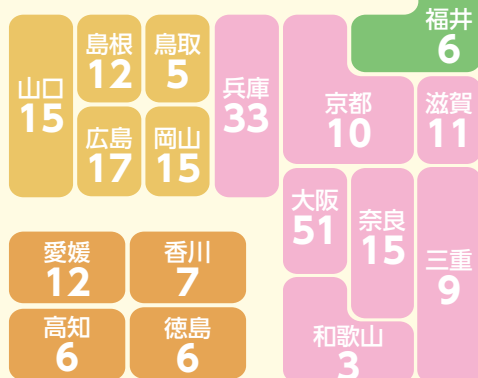 福井
6
島根
12
鳥取
5
山口
15
兵庫
33
京都
10
滋賀
11
広島
17
岡山
15
大阪
51
奈良
15
三重
9
愛媛
12
香川
7
高知
6
徳島
6
和歌山
3